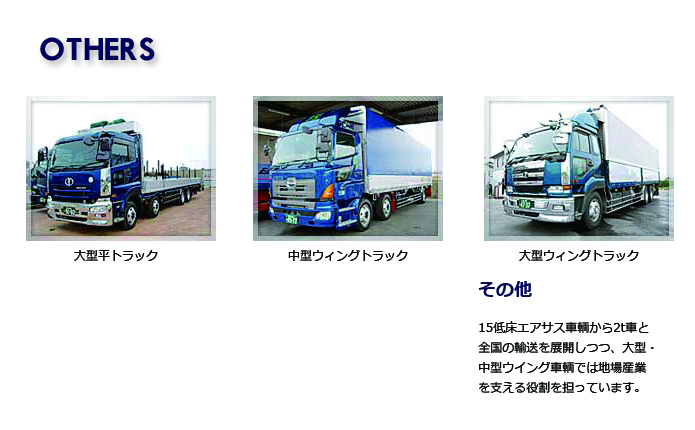 OTHERS
大型平トラック
中型ウィングトラック
大型ウィングトラック
その他
15低床エアサス車輌から2t車と
全国の輸送を展開しつつ、大型・
中型ウイング車輌では地場産業
を支える役割を担っています。